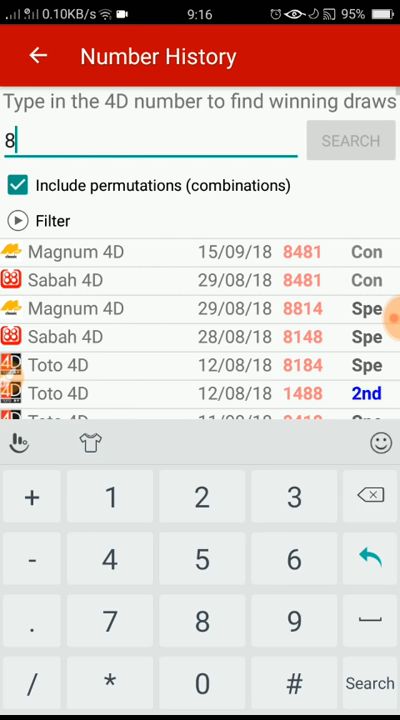 0.10KB/s 9:16 95%
Number History
Type in the 4D number to find winning draws
8 SEARCH
Include permutations (combinations)
Filter
Magnum 4D 15/09/18 8481 Con
Sabah 4D 29/08/18 8481 Con
Magnum 4D 29/08/18 8814 Spe
Sabah 4D 28/08/18 8148 Spe
Toto 4D 12/08/18 8184 Spe
Toto 4D 12/08/18 1488 2nd
+ 1 2 3
- 4 5 6
. 7 8 9
/ * 0 # Search